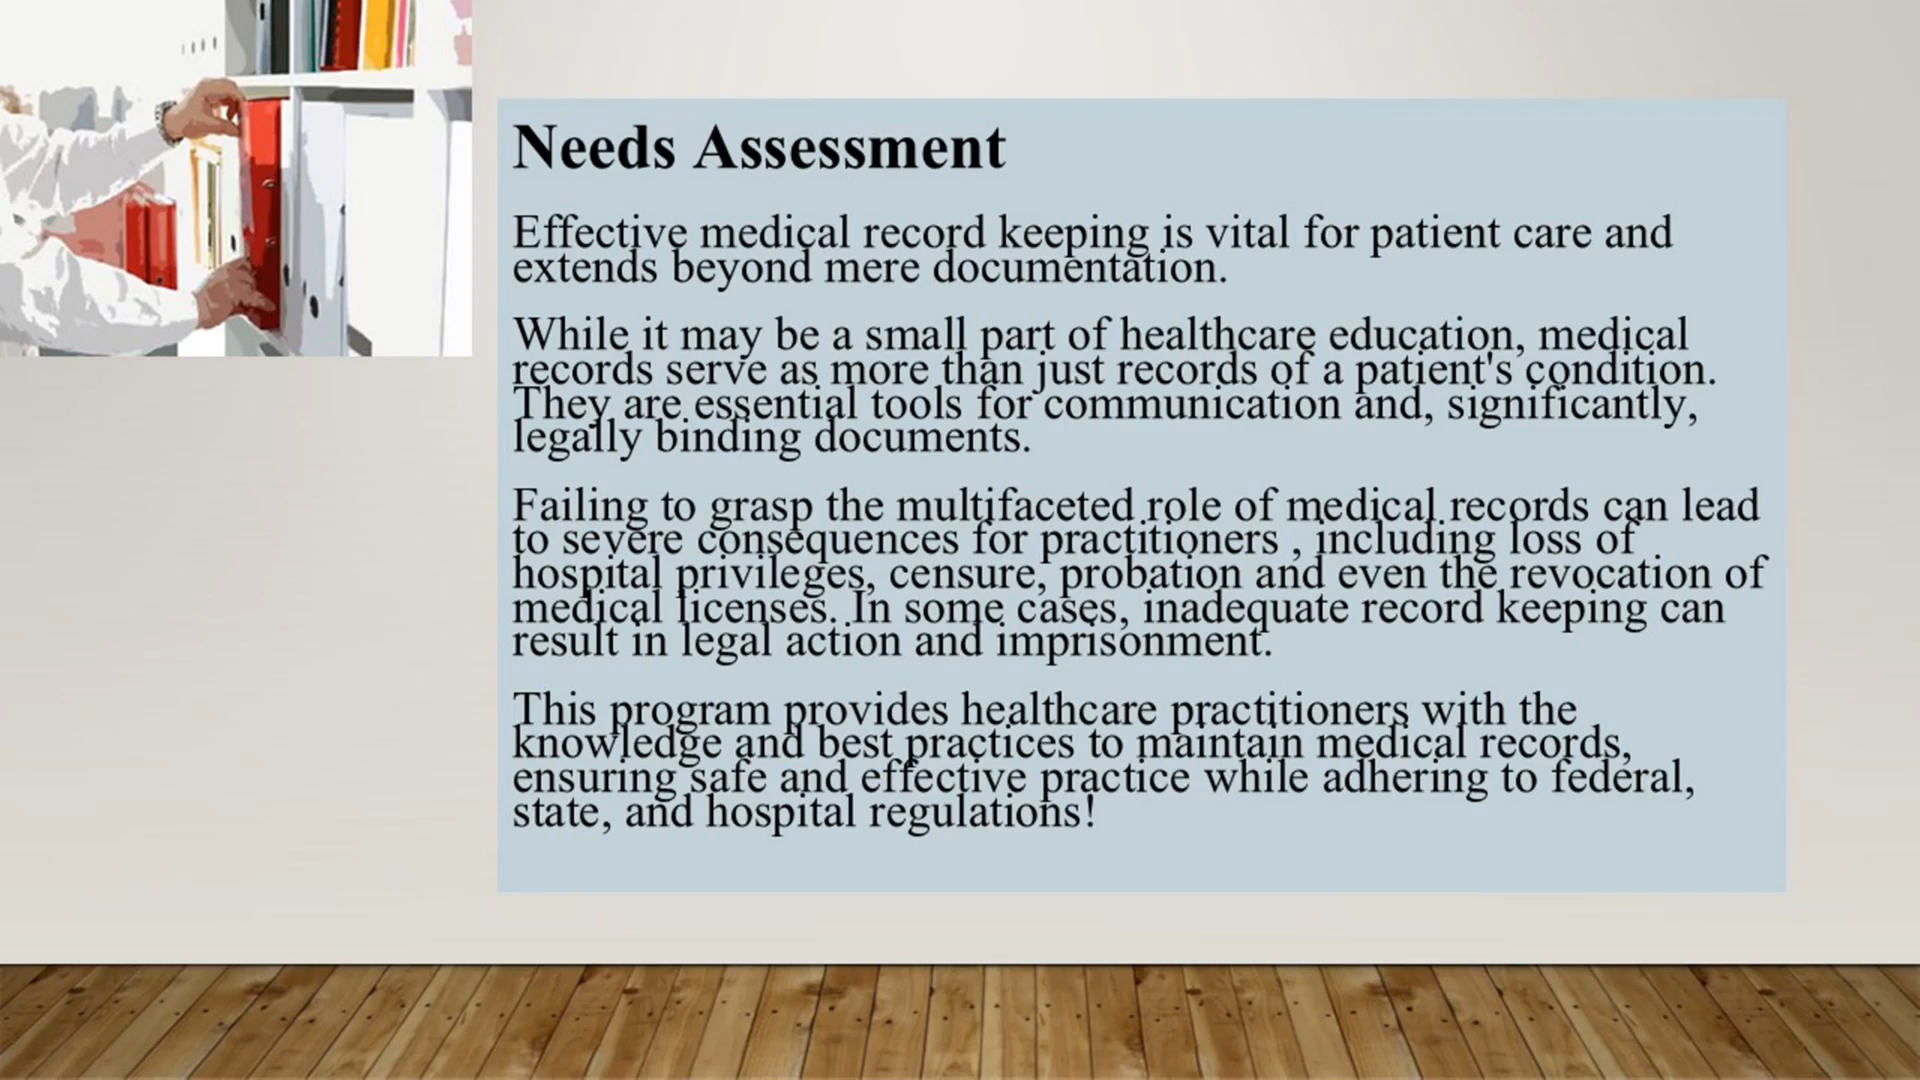 Needs Assessment
Effective medical record keeping is vital for patient care and
extends beyond mere documentation.
While it may be a small part of healthcare education, medical
records serve as more than just records of a patient's condition.
They are essential tools for communication and, significantly,
legally binding documents.
Failing to grasp the multifaceted role of medical records can lead
to severe consequences for practitioners , including loss of
hospital privileges, censure, probation and even the revocation of
medical licenses. In some cases, inadequate record keeping can
result in legal action and imprisonment.
This program provides healthcare practitioners with the
knowledge and best practices to maintain medical records,
ensuring safe and effective practice while adhering to federal,
state, and hospital regulations!